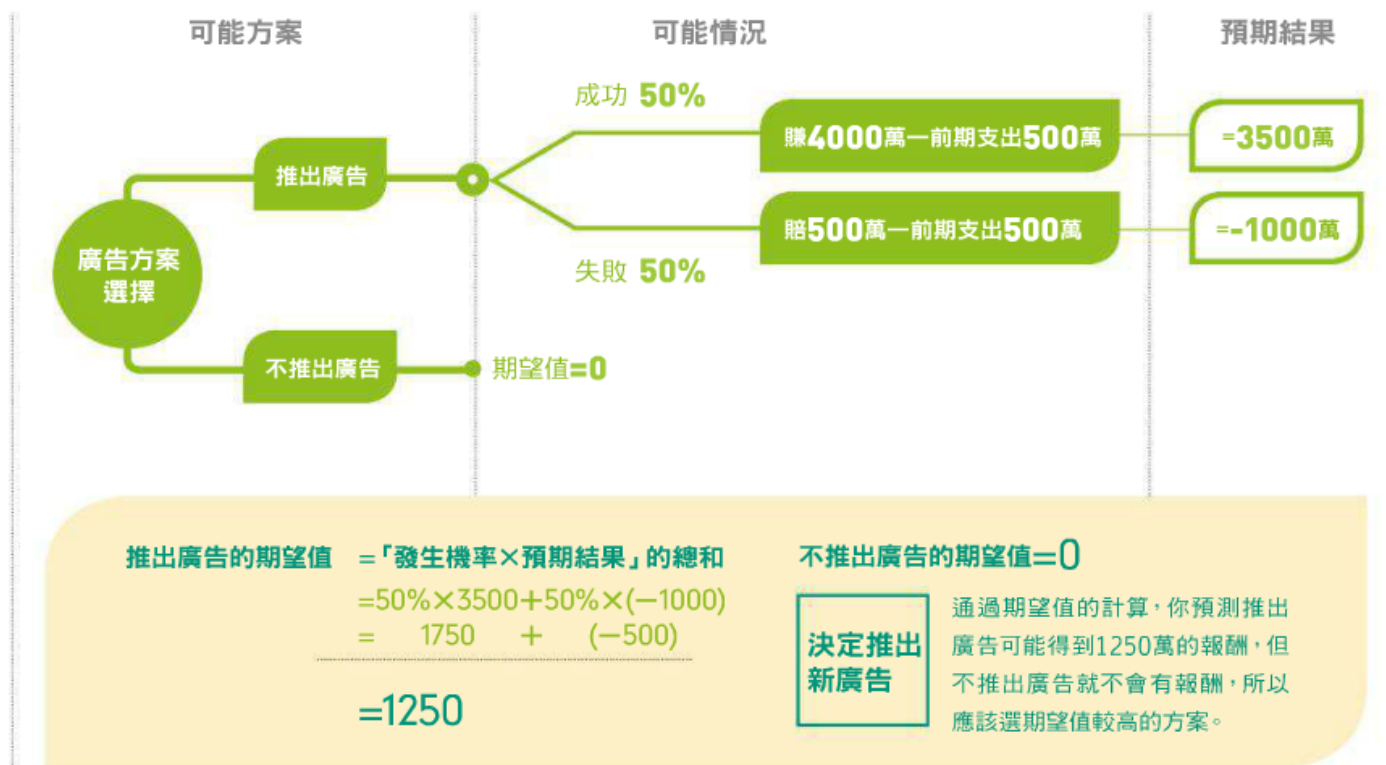 可能方案
可能情況
預期結果
成功 50%
賺4000萬—前期支出500萬
=3500萬
推出廣告
賠500萬—前期支出500萬
=-1000萬
廣告方案
選擇
失敗 50%
不推出廣告
期望值=0
推出廣告的期望值 =「發生機率×預期結果」的總和
=50%×3500+50%×(—1000)
= 1750 + (—500)
=1250
不推出廣告的期望值=0
決定推出
新廣告
通過期望值的計算,你預測推出
廣告可能得到1250萬的報酬,但
不推出廣告就不會有報酬,所以
應該選期望值較高的方案。